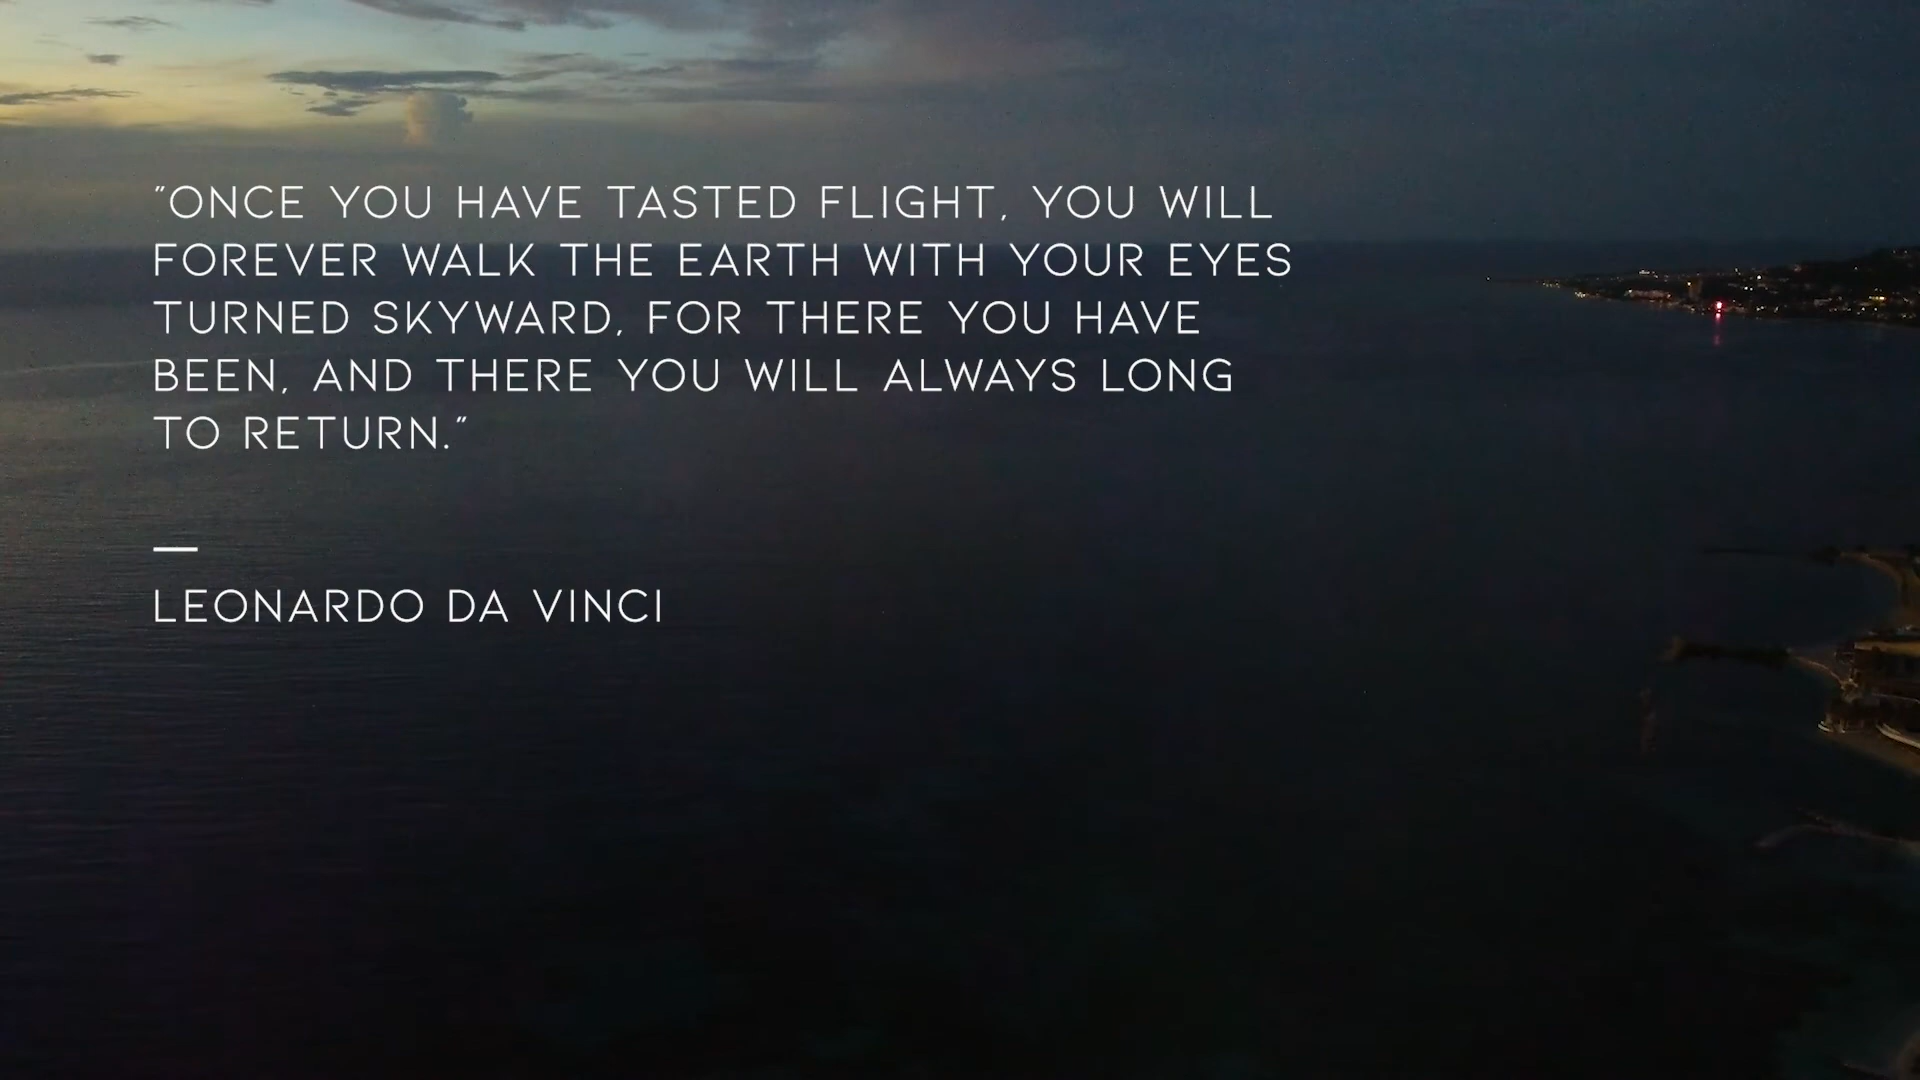 "ONCE YOU HAVE TASTED FLIGHT, YOU WILL
FOREVER WALK THE EARTH WITH YOUR EYES
TURNED SKYWARD, FOR THERE YOU HAVE
BEEN, AND THERE YOU WILL ALWAYS LONG
TO RETURN."
—
LEONARDO DA VINCI